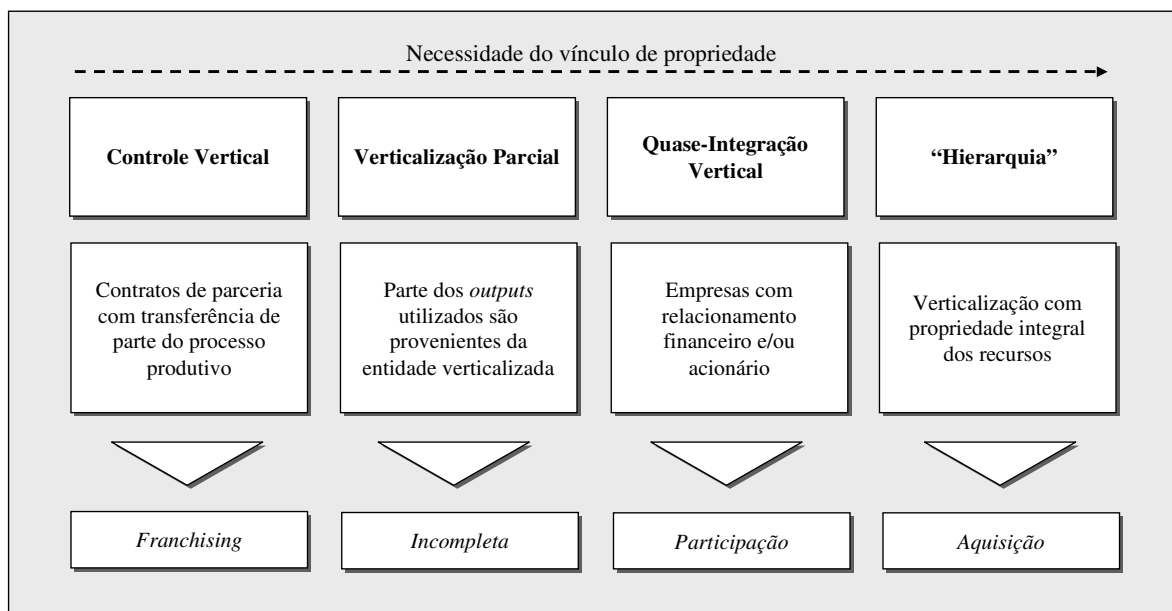 Necessidade do vínculo de propriedade
Controle Vertical
Verticalização Parcial
Quase-Integração
Vertical
“Hierarquia”
Contratos de parceria
com transferência de
parte do processo
produtivo
Parte dos outputs
utilizados são
provenientes da
entidade verticalizada
Empresas com
relacionamento
financeiro e/ou
acionário
Verticalização com
propriedade integral
dos recursos
Franchising
Incompleta
Participação
Aquisição